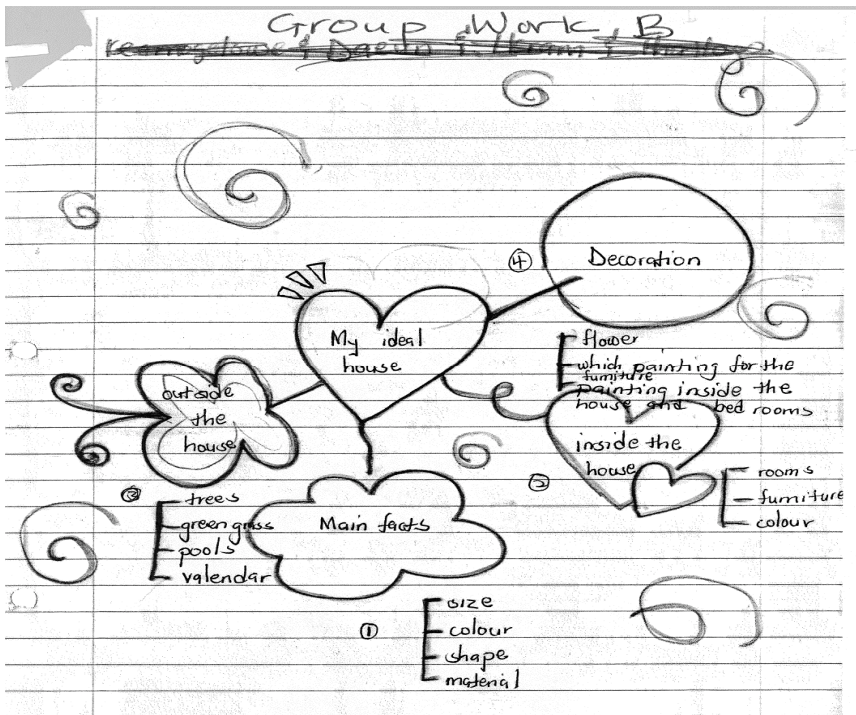 Group Work B
④
Decoration
My ideal
house
flower
which painting for the
furniture
painting inside the
house and bed rooms
outside
the
house
inside the
house
②
rooms
furniture
colour
③
trees
green grass
pools
valendar
Main facts
①
size
colour
shape
material